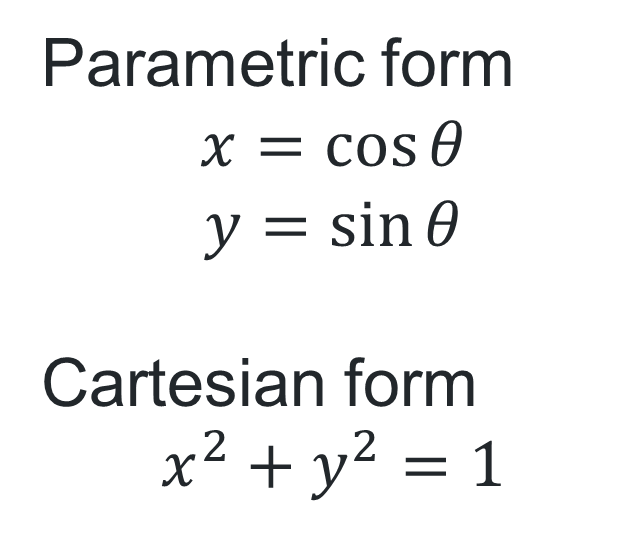 Parametric form
x = cos θ
y = sin θ
Cartesian form
x² + y² = 1